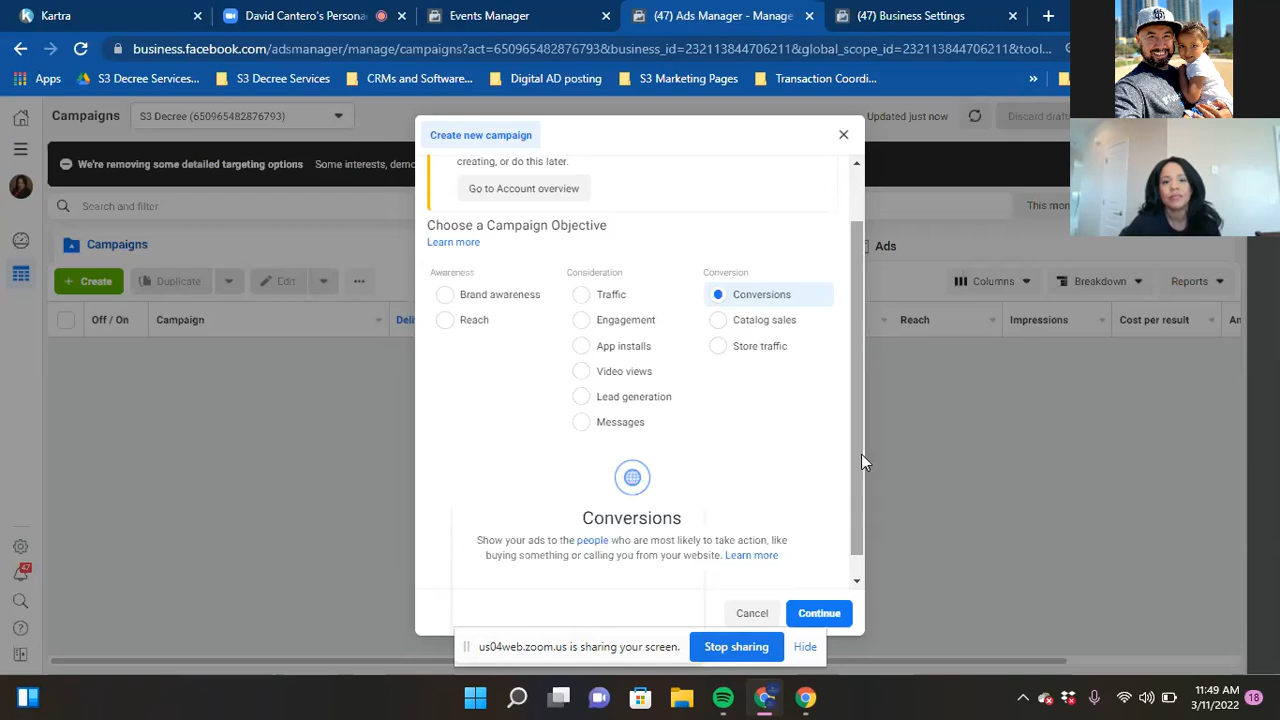 Kartra
David Cantero's Persona
Events Manager
(47) Ads Manager - Manage
(47) Business Settings
business.facebook.com/adsmanager/manage/campaigns?act=650965482876793&business_id=232113844706211&global_scope_id=232113844706211&tool...
Apps
S3 Decree Services...
S3 Decree Services
CRMs and Software...
Digital AD posting
S3 Marketing Pages
Transaction Coordi...
»
Campaigns
S3 Decree (650965482876793)
Updated just now
Discard drafts
We're removing some detailed targeting options
Some interests, demo
Search and filter
This mon
Campaigns
Ads
+ Create
Duplicate
Edit
...
Columns
Breakdown
Reports
Off / On
Campaign
Deli
Reach
Impressions
Cost per result
Am
Create new campaign
creating, or do this later.
Go to Account overview
Choose a Campaign Objective
Learn more
Awareness
Consideration
Conversion
Brand awareness
Traffic
Conversions
Reach
Engagement
Catalog sales
App installs
Store traffic
Video views
Lead generation
Messages
Conversions
Show your ads to the people who are most likely to take action, like
buying something or calling you from your website. Learn more
Cancel
Continue
47
us04web.zoom.us is sharing your screen.
Stop sharing
Hide
11:49 AM
3/11/2022
18